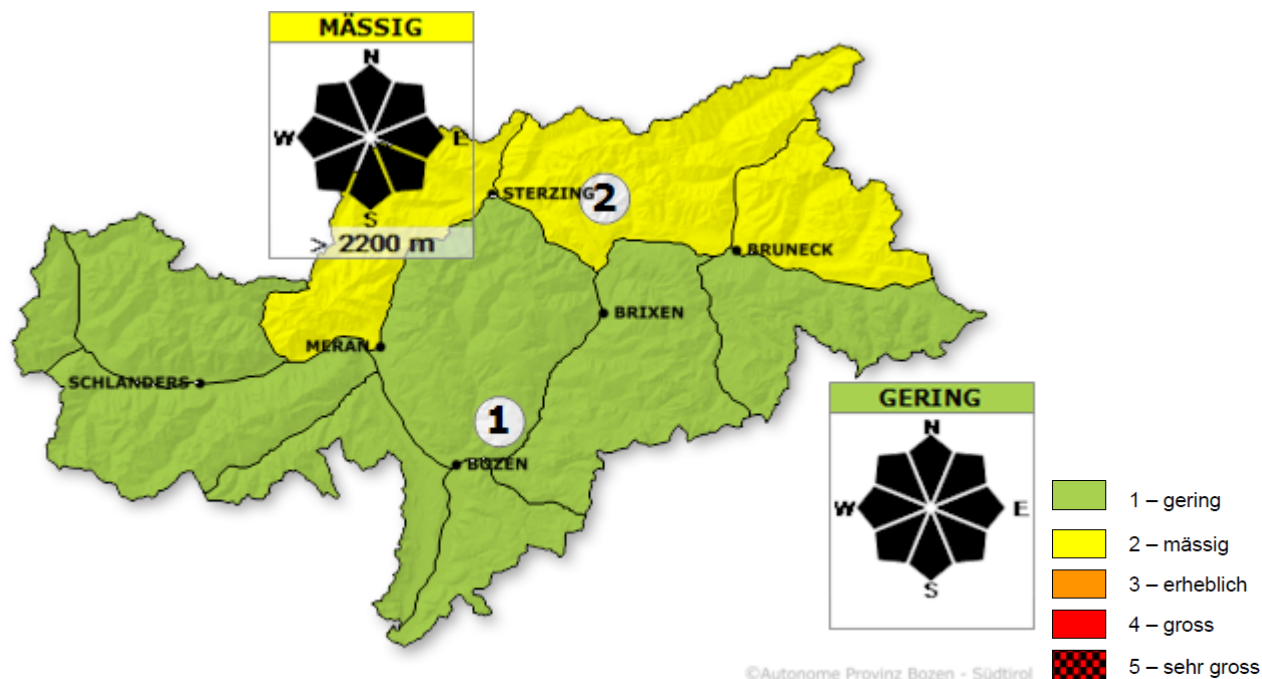 MÄSSIG
N
W E
S
> 2200 m
STERZING
2
BRUNECK
BRIXEN
MERAN
SCHLANDERS
1
BOZEN
GERING
N
W E
S
1 – gering
2 – mässig
3 – erheblich
4 – gross
5 – sehr gross
©Autonome Provinz Bozen - Südtirol